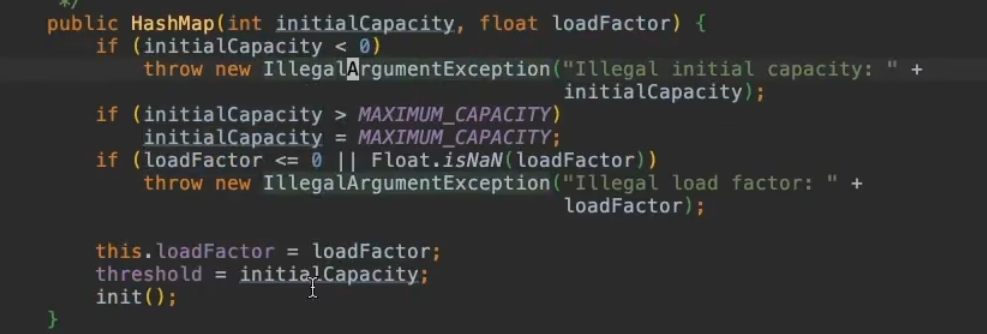 */
public HashMap(int initialCapacity, float loadFactor) {
if (initialCapacity < 0)
throw new IllegalArgumentException("Illegal initial capacity: " +
initialCapacity);
if (initialCapacity > MAXIMUM_CAPACITY)
initialCapacity = MAXIMUM_CAPACITY;
if (loadFactor <= 0 || Float.isNaN(loadFactor))
throw new IllegalArgumentException("Illegal load factor: " +
loadFactor);
this.loadFactor = loadFactor;
threshold = initialCapacity;
init();
}